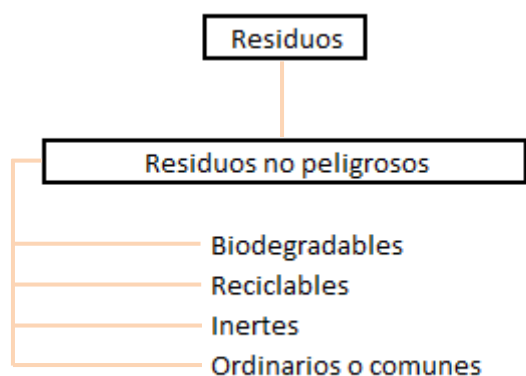 Residuos
Residuos no peligrosos
Biodegradables
Reciclables
Inertes
Ordinarios o comunes